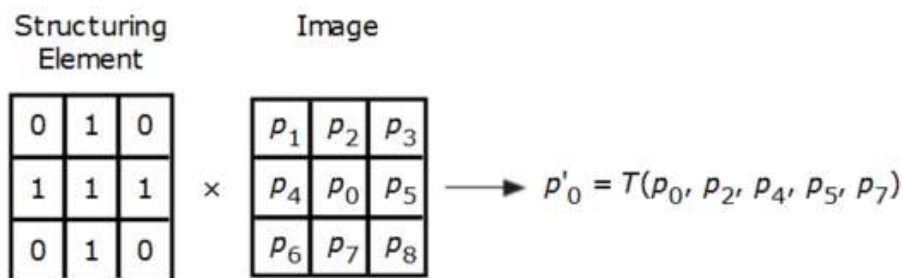 Structuring Element
Image
0 1 0
1 1 1
0 1 0
×
p₁ p₂ p₃
p₄ p₀ p₅
p₆ p₇ p₈
p'₀ = T(p₀, p₂, p₄, p₅, p₇)